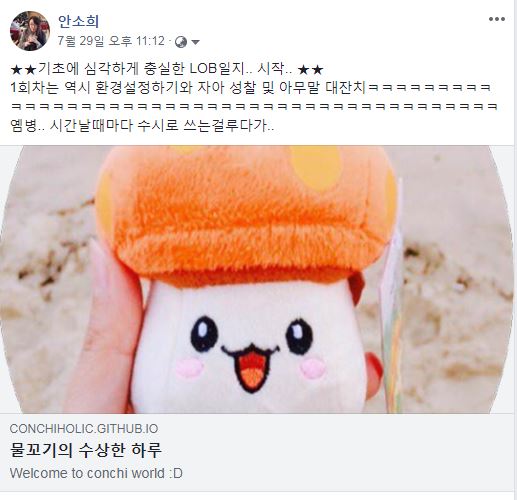 안소희
7월 29일 오후 11:12 ·
★★기초에 심각하게 충실한 LOB일지.. 시작.. ★★
1회차는 역시 환경설정하기와 자아 성찰 및 아무말 대잔치ㅋㅋㅋㅋㅋㅋㅋㅋㅋ
ㅋㅋㅋㅋㅋㅋㅋㅋㅋㅋㅋㅋㅋㅋㅋㅋㅋㅋㅋㅋㅋㅋㅋㅋㅋㅋㅋㅋㅋㅋㅋㅋㅋㅋㅋ
염병.. 시간날때마다 수시로 쓰는걸루다가..
CONCHIHOLIC.GITHUB.IO
물꼬기의 수상한 하루
Welcome to conchi world :D